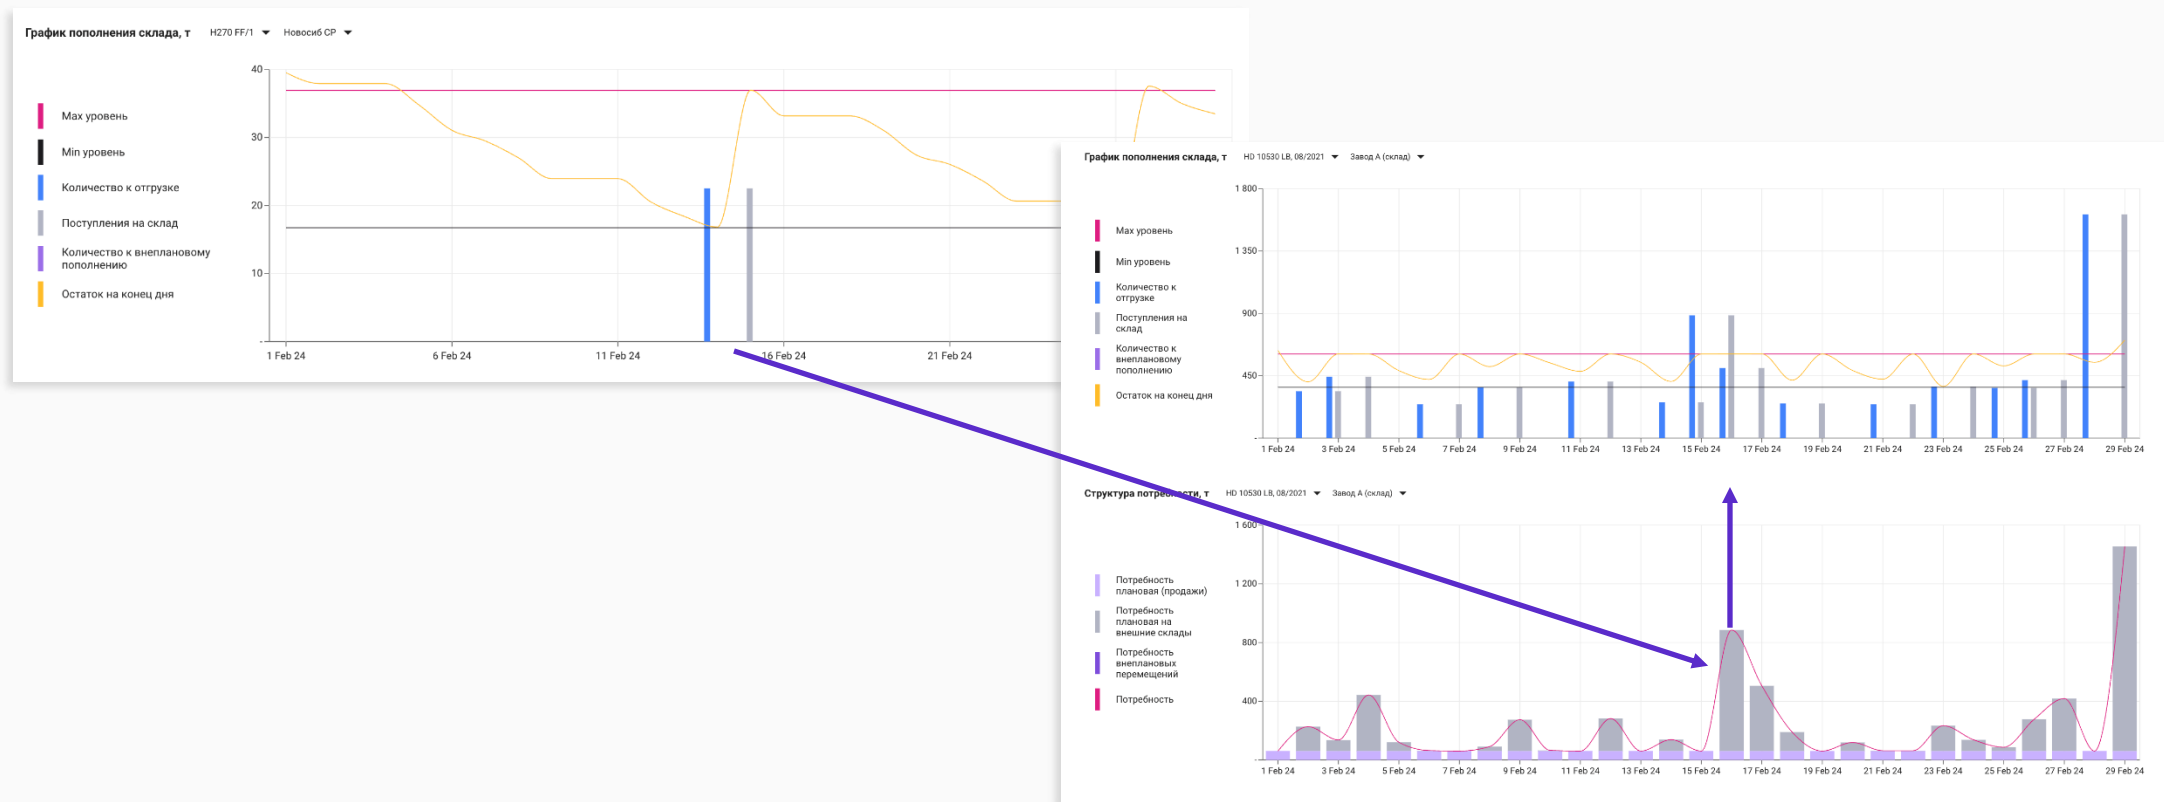 График пополнения склада, т
H270 FF/1
Новосиб СР
Max уровень
Min уровень
Количество к отгрузке
Поступления на склад
Количество к внеплановому
пополнению
Остаток на конец дня
40
30
20
10
-
1 Feb 24
6 Feb 24
11 Feb 24
16 Feb 24
21 Feb 24
График пополнения склада, т
HD 10530 LB, 08/2021
Завод А (склад)
Max уровень
Min уровень
Количество к
отгрузке
Поступления на
склад
Количество к
внеплановому
пополнению
Остаток на конец дня
1 800
1 350
900
450
-
1 Feb 24
3 Feb 24
5 Feb 24
7 Feb 24
9 Feb 24
11 Feb 24
13 Feb 24
15 Feb 24
17 Feb 24
19 Feb 24
21 Feb 24
23 Feb 24
25 Feb 24
27 Feb 24
29 Feb 24
Структура потребности, т
HD 10530 LB, 08/2021
Завод А (склад)
Потребность
плановая (продажи)
Потребность
плановая на
внешние склады
Потребность
внеплановых
перемещений
Потребность
1 600
1 200
800
400
-
1 Feb 24
3 Feb 24
5 Feb 24
7 Feb 24
9 Feb 24
11 Feb 24
13 Feb 24
15 Feb 24
17 Feb 24
19 Feb 24
21 Feb 24
23 Feb 24
25 Feb 24
27 Feb 24
29 Feb 24